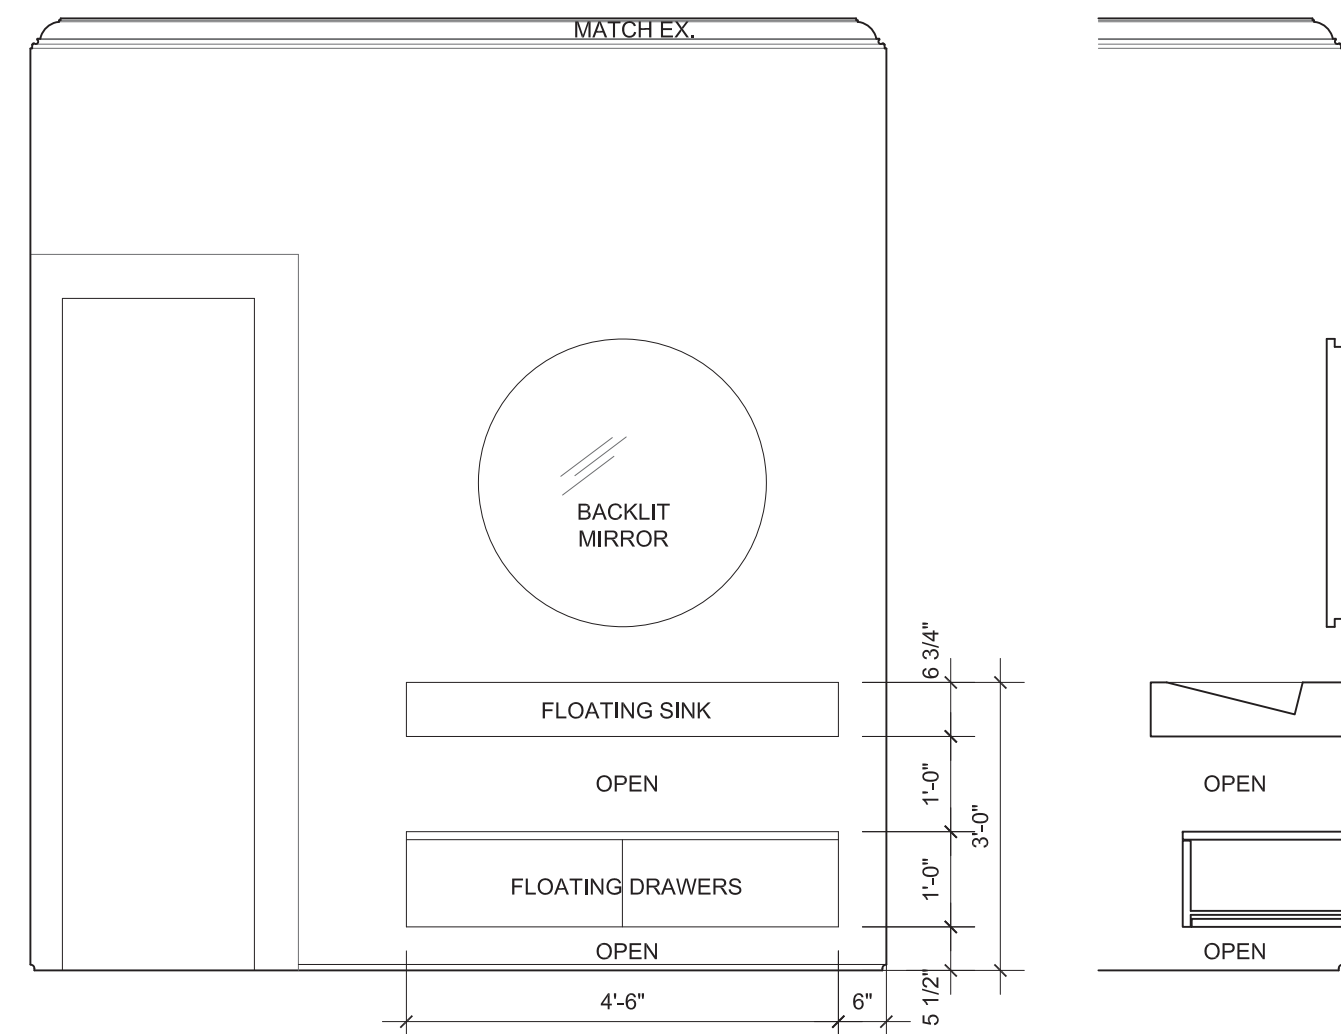 MATCH EX.
BACKLIT
MIRROR
6 3/4"
FLOATING SINK
OPEN
1'-0"
OPEN
3'-0"
FLOATING DRAWERS
1'-0"
OPEN
OPEN
4'-6"
6"
5 1/2"